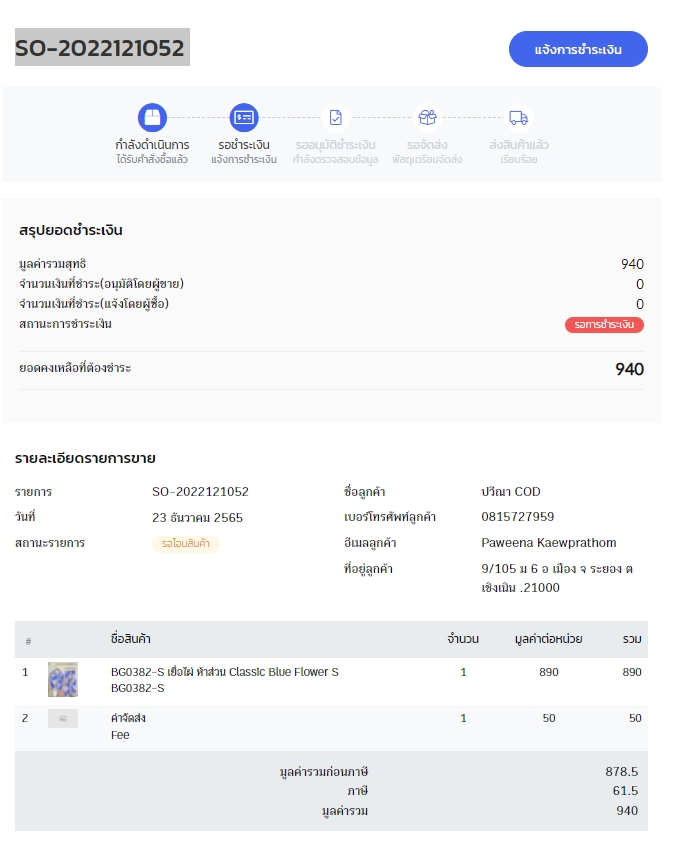 SO-2022121052
แจ้งการชำระเงิน
กำลังดำเนินการ
ได้รับคำสั่งซื้อแล้ว
รอชำระเงิน
แจ้งการชำระเงิน
รออนุมัติชำระเงิน
กำลังตรวจสอบข้อมูล
รอจัดส่ง
พัสดุเตรียมจัดส่ง
ส่งสินค้าแล้ว
เรียบร้อย
สรุปยอดชำระเงิน
มูลค่ารวมสุทธิ 940
จำนวนเงินที่ชำระ(อนุมัติโดยผู้ขาย) 0
จำนวนเงินที่ชำระ(แจ้งโดยผู้ซื้อ) 0
สถานะการชำระเงิน รอการชำระเงิน
ยอดคงเหลือที่ต้องชำระ 940
รายละเอียดรายการขาย
รายการ SO-2022121052 ชื่อลูกค้า ปวีณา COD
วันที่ 23 ธันวาคม 2565 เบอร์โทรศัพท์ลูกค้า 0815727959
สถานะรายการ รอโอนสินค้า อีเมลลูกค้า Paweena Kaewprathom
ที่อยู่ลูกค้า 9/105 ม 6 อ เมือง จ ระยอง ต
เชิงเนิน .21000
# ชื่อสินค้า จำนวน มูลค่าต่อหน่วย รวม
1 BG0382-S เยื่อไผ่ ห้าส่วน Classic Blue Flower S 1 890 890
BG0382-S
2 ค่าจัดส่ง 1 50 50
Fee
มูลค่ารวมก่อนภาษี 878.5
ภาษี 61.5
มูลค่ารวม 940